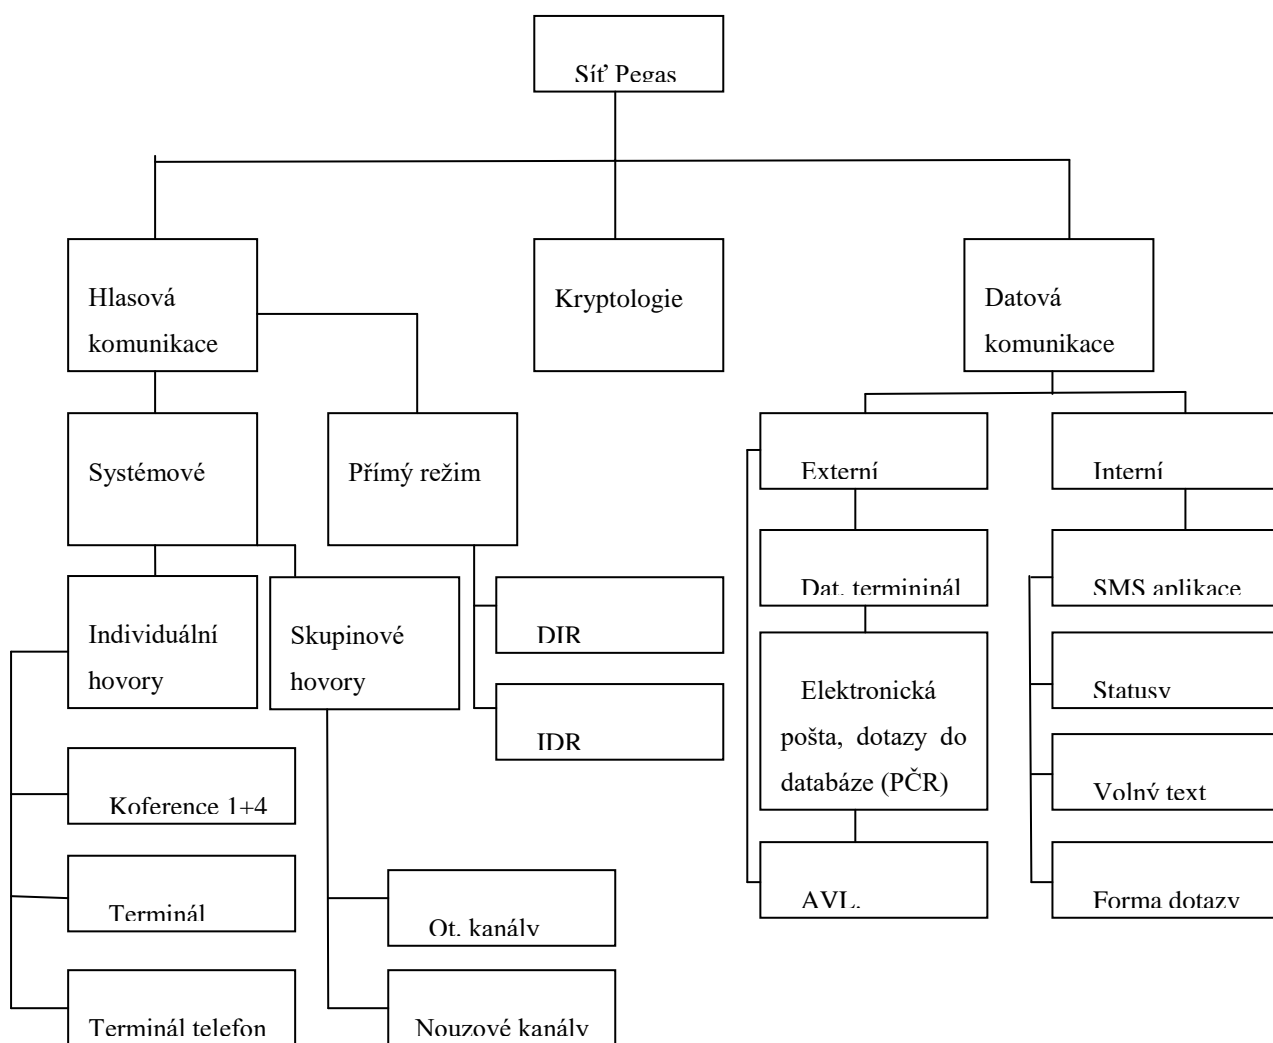 Síť Pegas
Hlasová
komunikace
Kryptologie
Datová
komunikace
Systémové
Přímý režim
Externí
Interní
Dat. termininál
SMS aplikace
Individuální
hovory
Skupinové
hovory
DIR
IDR
Elektronická
pošta, dotazy do
databáze (PČR)
Statusy
Volný text
Koference 1+4
Terminál
Ot. kanály
AVL.
Forma dotazy
Terminál telefon
Nouzové kanály